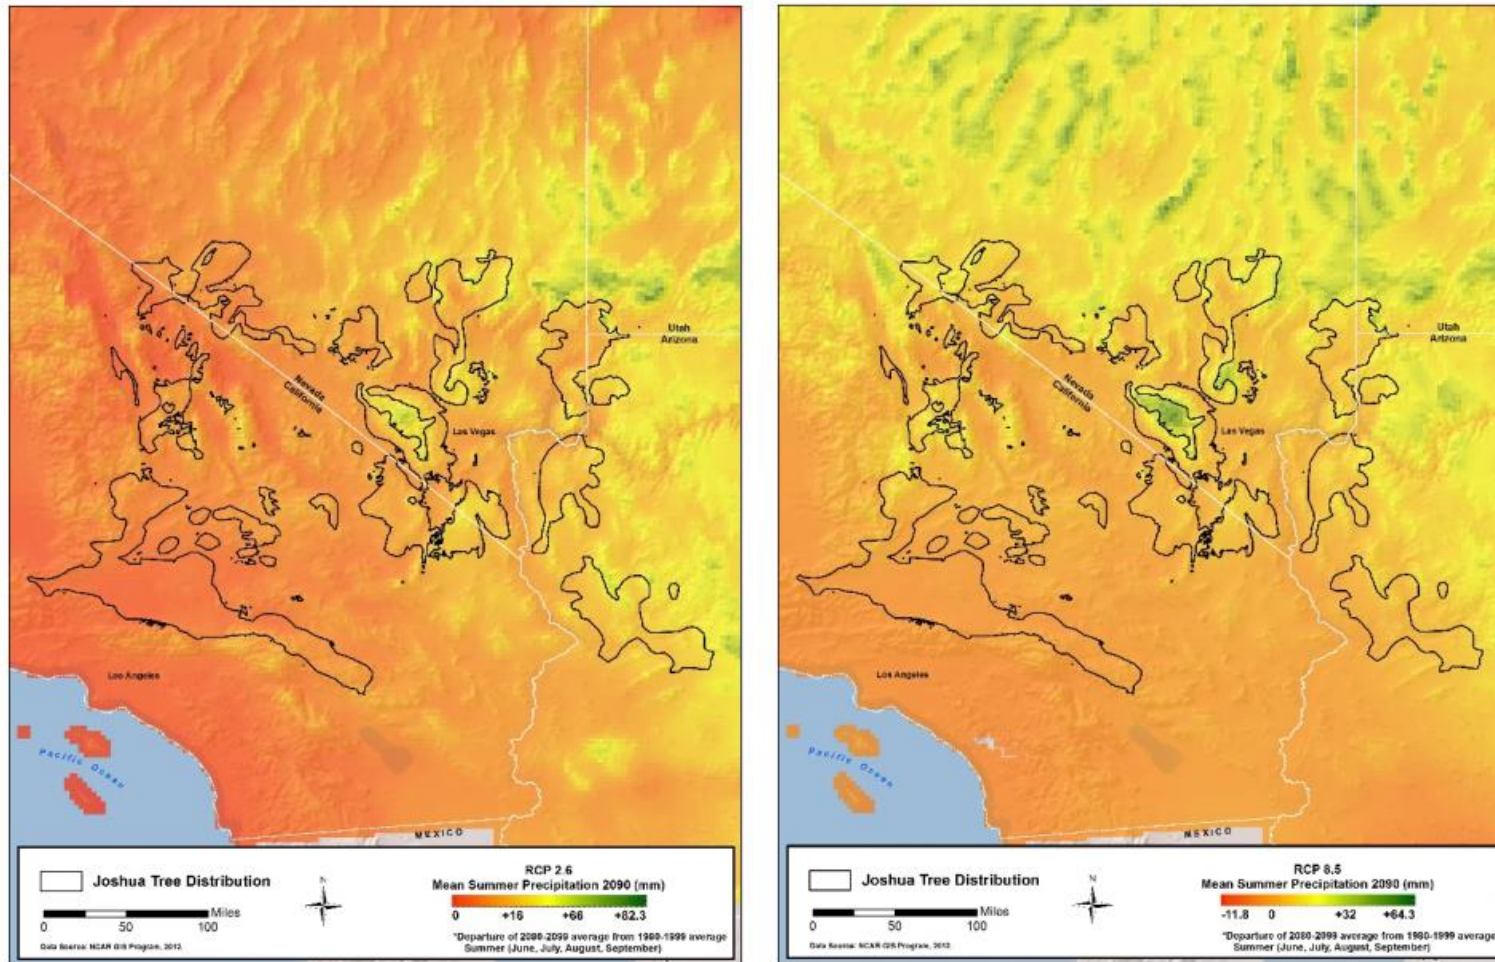 Utah
Arizona
Nevada
California
Las Vegas
Los Angeles
Pacific Ocean
MEXICO
Joshua Tree Distribution
Miles
0 50 100
N
RCP 2.6
Mean Summer Precipitation 2090 (mm)
0 +16 +66 +82.3
*Departure of 2080-2099 average from 1980-1999 average
Summer (June, July, August, September)
Data Source: NCAR GIS Program, 2012.
Utah
Arizona
Nevada
California
Las Vegas
Los Angeles
Pacific Ocean
MEXICO
Joshua Tree Distribution
Miles
0 50 100
N
RCP 8.5
Mean Summer Precipitation 2090 (mm)
-11.8 0 +32 +64.3
*Departure of 2080-2099 average from 1980-1999 average
Summer (June, July, August, September)
Data Source: NCAR GIS Program, 2012.